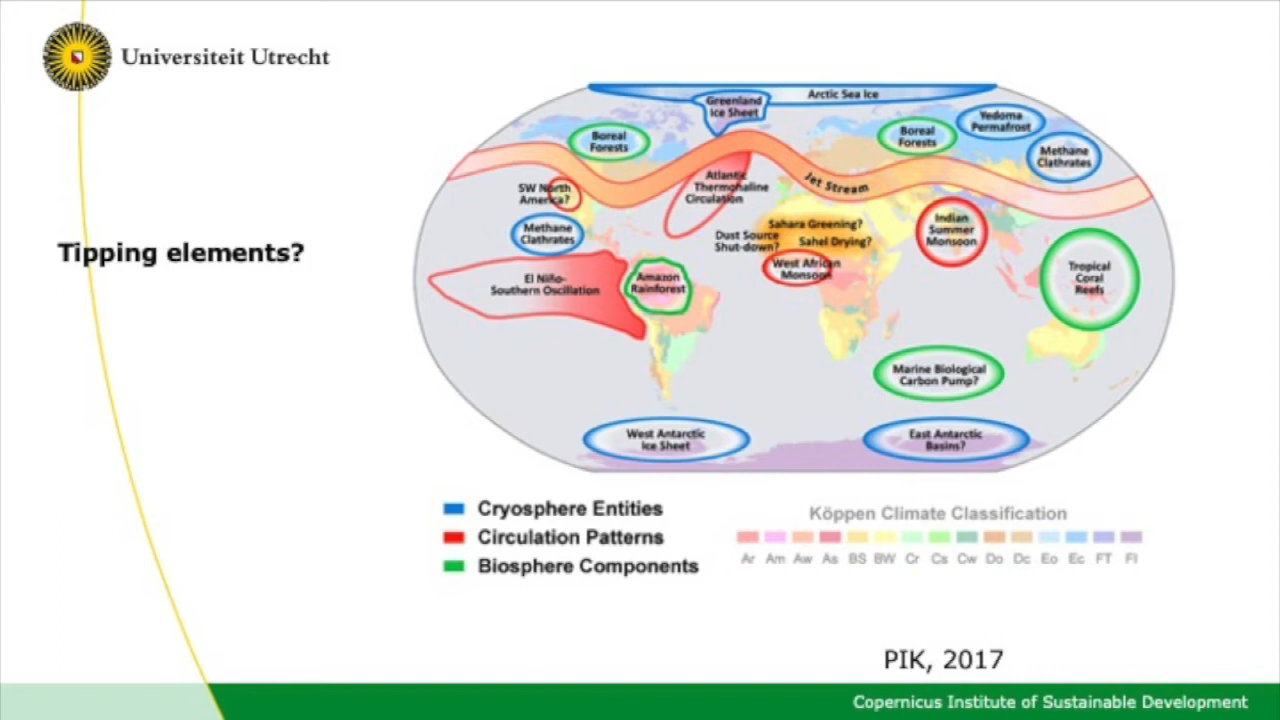 Universiteit Utrecht
Tipping elements?
Arctic Sea Ice
Greenland
Ice Sheet
Yedoma
Permafrost
Boreal
Forests
Boreal
Forests
Methane
Clathrates
Jet Stream
Atlantic
Thermohaline
Circulation
SW North
America?
Methane
Clathrates
Sahara Greening?
Dust Source
Shut-down?
Sahel Drying?
Indian
Summer
Monsoon
West African
Monsoon
El Niño-
Southern Oscillation
Amazon
Rainforest
Tropical
Coral
Reefs
Marine Biological
Carbon Pump?
West Antarctic
Ice Sheet
East Antarctic
Basins?
Cryosphere Entities
Circulation Patterns
Biosphere Components
Köppen Climate Classification
Ar Am Aw As BS BW Cr Cs Cw Do Dc Eo Ec FT FI
PIK, 2017
Copernicus Institute of Sustainable Development